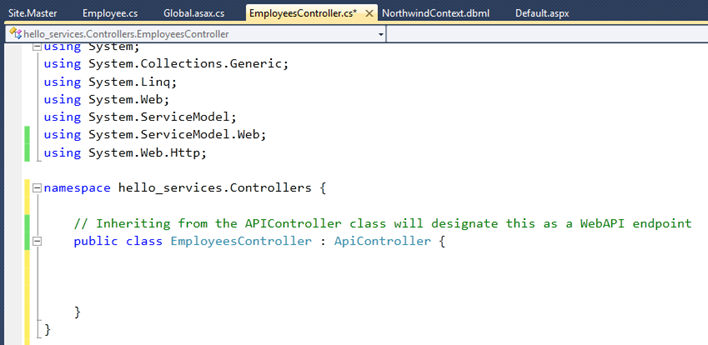 Site.Master Employee.cs Global.asax.cs EmployeesController.cs* NorthwindContext.dbml Default.aspx
hello_services.Controllers.EmployeesController
using System;
using System.Collections.Generic;
using System.Linq;
using System.Web;
using System.ServiceModel;
using System.ServiceModel.Web;
using System.Web.Http;
namespace hello_services.Controllers {
// Inheriting from the APIController class will designate this as a WebAPI endpoint
public class EmployeesController : ApiController {
}
}